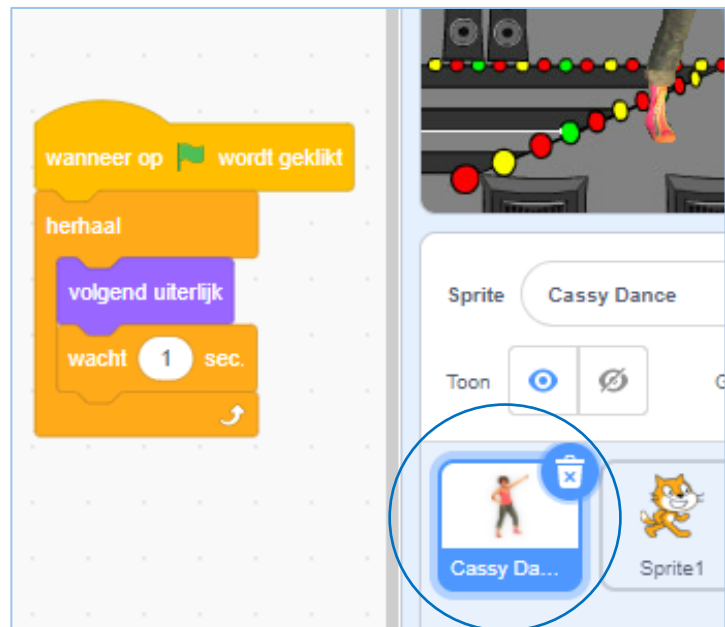 wanneer op wordt geklikt
herhaal
volgend uiterlijk
wacht 1 sec.
Sprite Cassy Dance
Toon
Cassy Da...
Sprite1